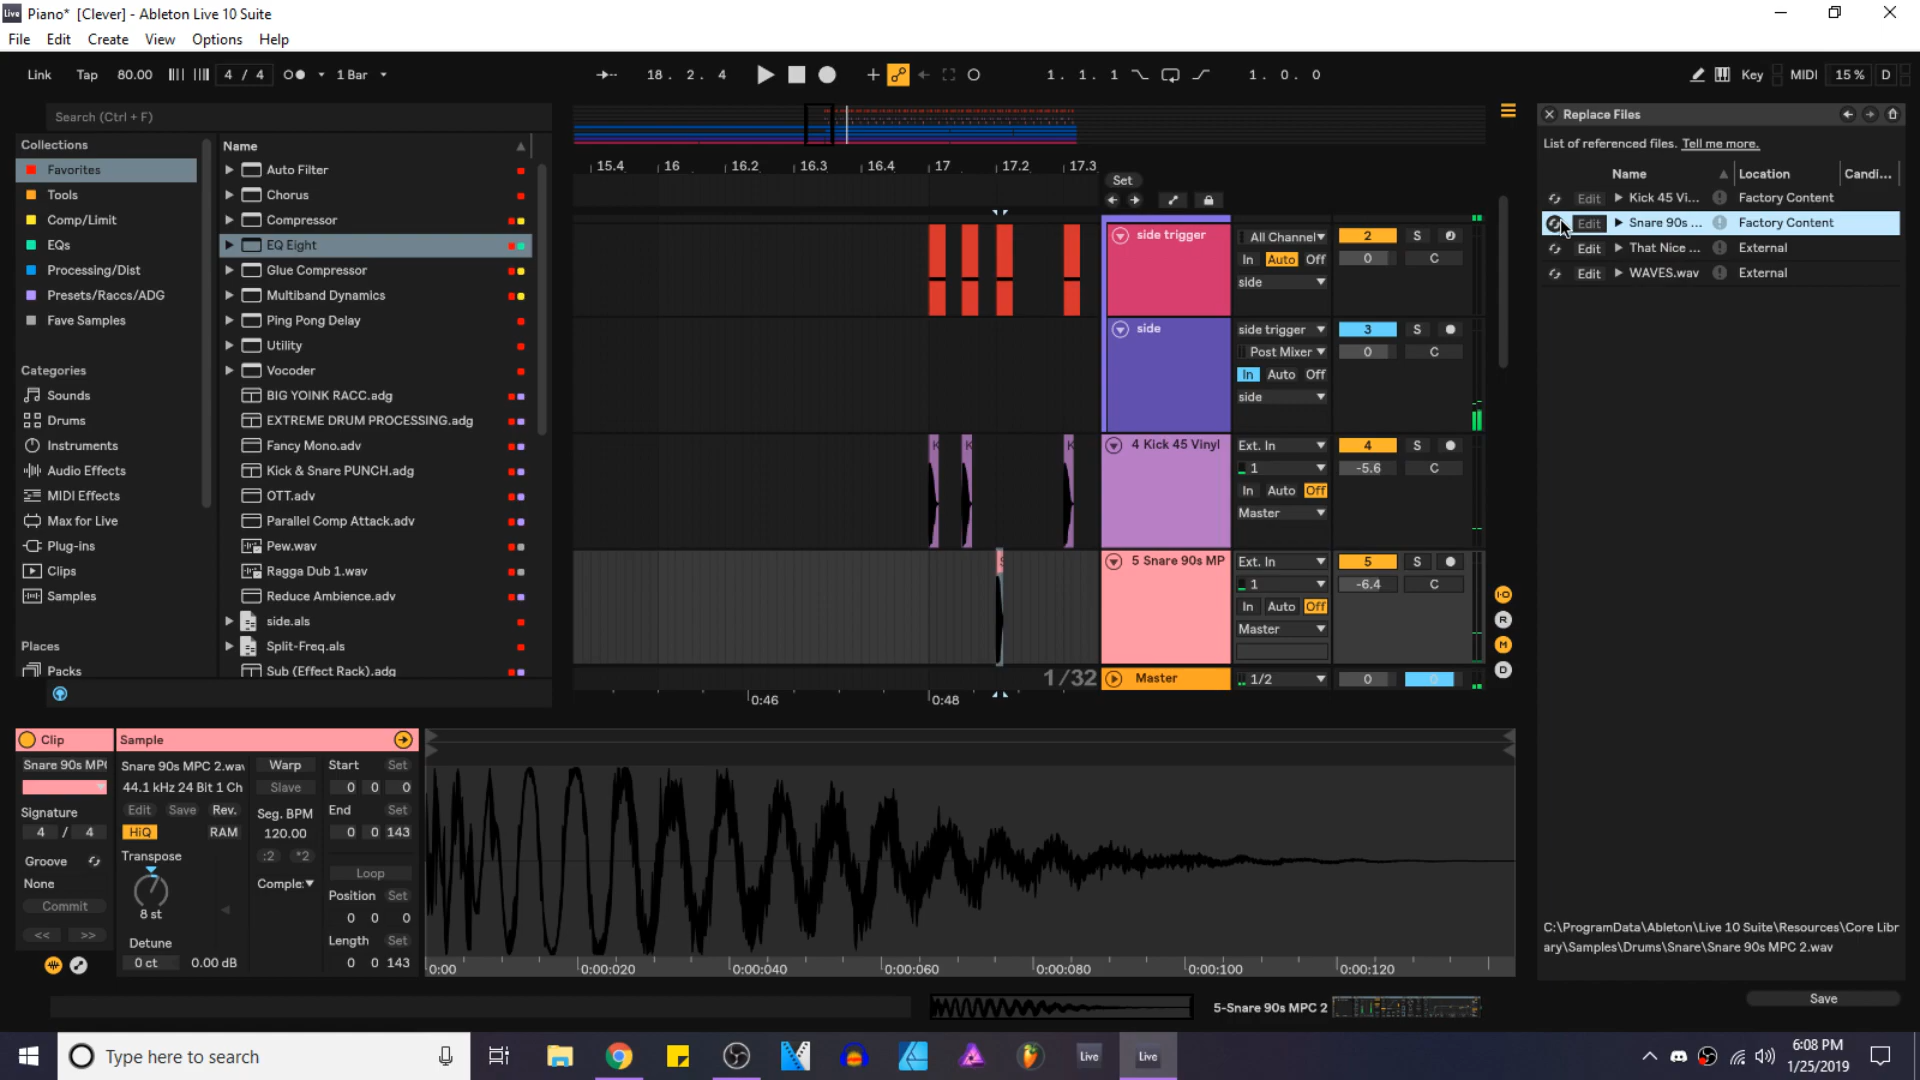 Live Piano* [Clever] - Ableton Live 10 Suite
File Edit Create View Options Help
Link Tap 80.00 4 / 4 1 Bar 18. 2. 4 1. 1. 1 1. 0. 0 Key MIDI 15 % D
Search (Ctrl + F)
Collections
Favorites
Tools
Comp/Limit
EQs
Processing/Dist
Presets/Raccs/ADG
Fave Samples
Categories
Sounds
Drums
Instruments
Audio Effects
MIDI Effects
Max for Live
Plug-ins
Clips
Samples
Places
Packs
Name
Auto Filter
Chorus
Compressor
EQ Eight
Glue Compressor
Multiband Dynamics
Ping Pong Delay
Utility
Vocoder
BIG YOINK RACC.adg
EXTREME DRUM PROCESSING.adg
Fancy Mono.adv
Kick & Snare PUNCH.adg
OTT.adv
Parallel Comp Attack.adv
Pew.wav
Ragga Dub 1.wav
Reduce Ambience.adv
side.als
Split-Freq.als
Sub (Effect Rack).adg
15.4 16 16.2 16.3 16.4 17 17.2 17.3
Set
side trigger All Channel 2 S
In Auto Off 0 C
side
side side trigger 3 S
Post Mixer 0 C
In Auto Off
side
K K K
4 Kick 45 Vinyl Ext. In 4 S
1 -5.6 C
In Auto Off
Master
5 Snare 90s MP Ext. In 5 S
1 -6.4 C
In Auto Off
Master
1/32 Master 1/2 0 0
0:46 0:48
I·O
R
M
D
Replace Files
List of referenced files. Tell me more.
Name Location Candi...
Edit Kick 45 Vi... Factory Content
Edit Snare 90s ... Factory Content
Edit That Nice ... External
Edit WAVES.wav External
C:\ProgramData\Ableton\Live 10 Suite\Resources\Core Libr
ary\Samples\Drums\Snare\Snare 90s MPC 2.wav
Save
Clip
Snare 90s MP
Signature
4 / 4
Groove
None
Commit
<< >>
Sample
Snare 90s MPC 2.wav
44.1 kHz 24 Bit 1 Ch
Edit Save Rev.
HiQ RAM
Transpose
8 st
Detune
0 ct 0.00 dB
Warp
Slave
Seg. BPM
120.00
:2 *2
Comple
Start Set
0 0 0
End Set
0 0 143
Loop
Position Set
0 0 0
Length Set
0 0 143
0:00 0:00:020 0:00:040 0:00:060 0:00:080 0:00:100 0:00:120
5-Snare 90s MPC 2
Type here to search
Live
Live
6:08 PM
1/25/2019